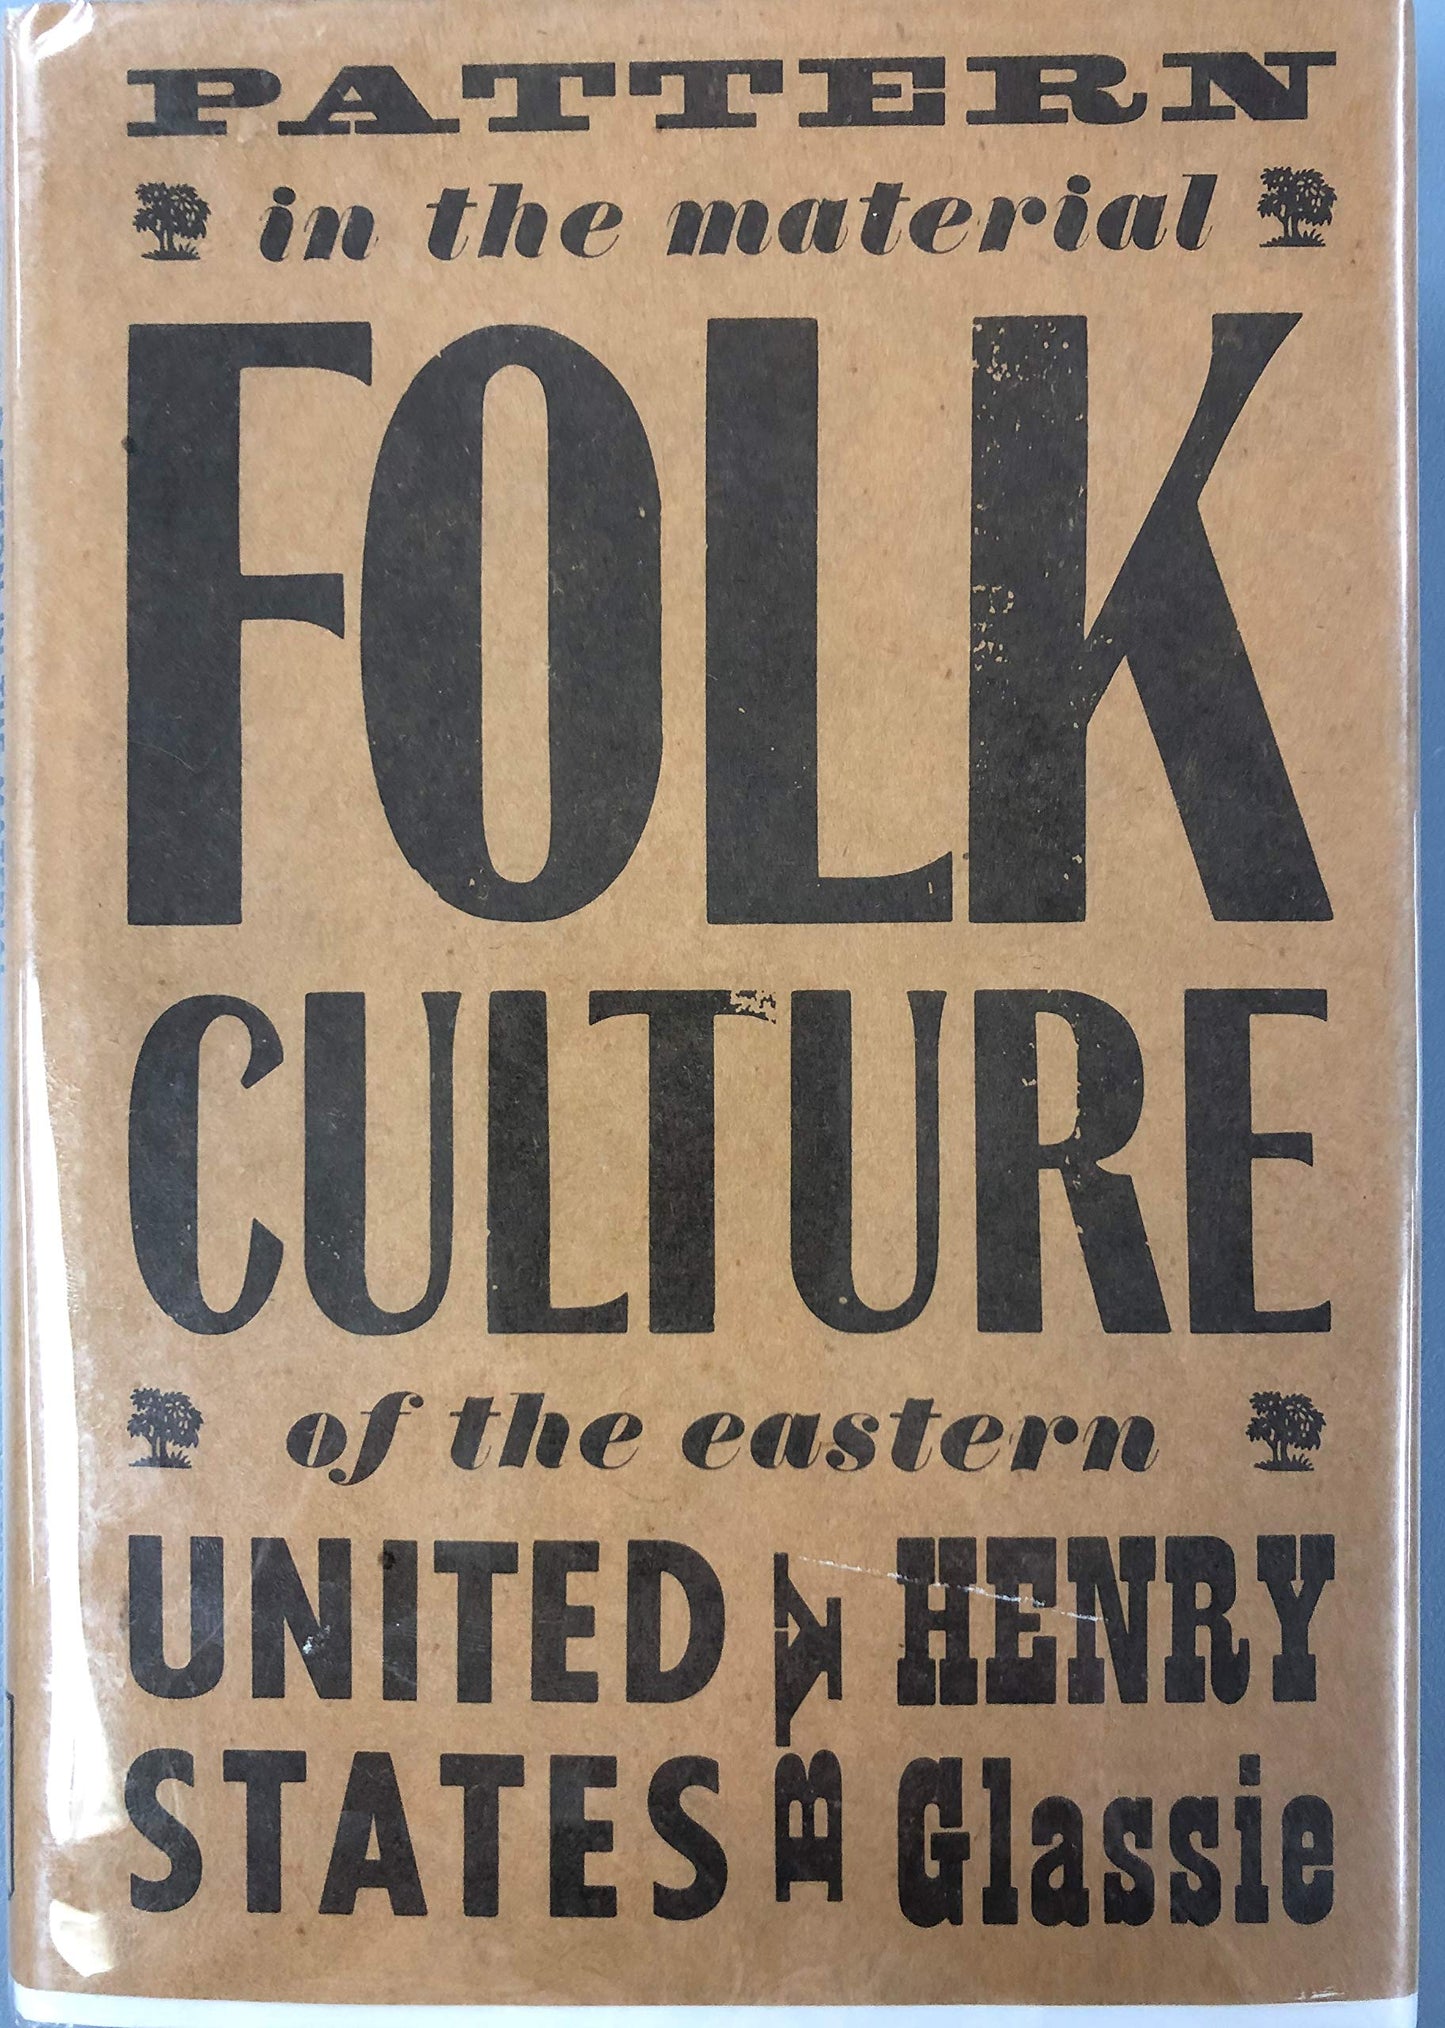 PATTERN
in the material
FOLK
CULTURE
of the eastern
UNITED
STATES
BY
HENRY
Glassie